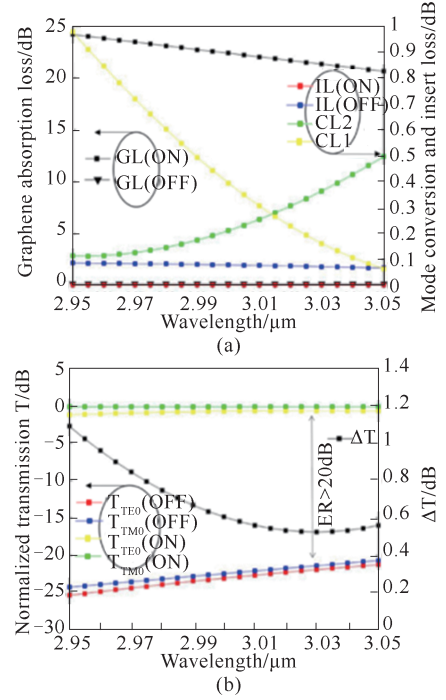 Graphene absorption loss/dB
25
20
15
10
5
0
GL(ON)
GL(OFF)
IL(ON)
IL(OFF)
CL2
CL1
1
0.9
0.8
0.7
0.6
0.5
0.4
0.3
0.2
0.1
0
Mode conversion and insert loss/dB
2.95 2.97 2.99 3.01 3.03 3.05
Wavelength/μm
(a)
Normalized transmission T/dB
5
0
−5
−10
−15
−20
−25
−30
T_TE0(OFF)
T_TM0(OFF)
T_TE0(ON)
T_TM0(ON)
ER>20dB
ΔT
1.4
1.2
1
0.8
0.6
0.4
0.2
0
ΔT/dB
2.95 2.97 2.99 3.01 3.03 3.05
Wavelength/μm
(b)